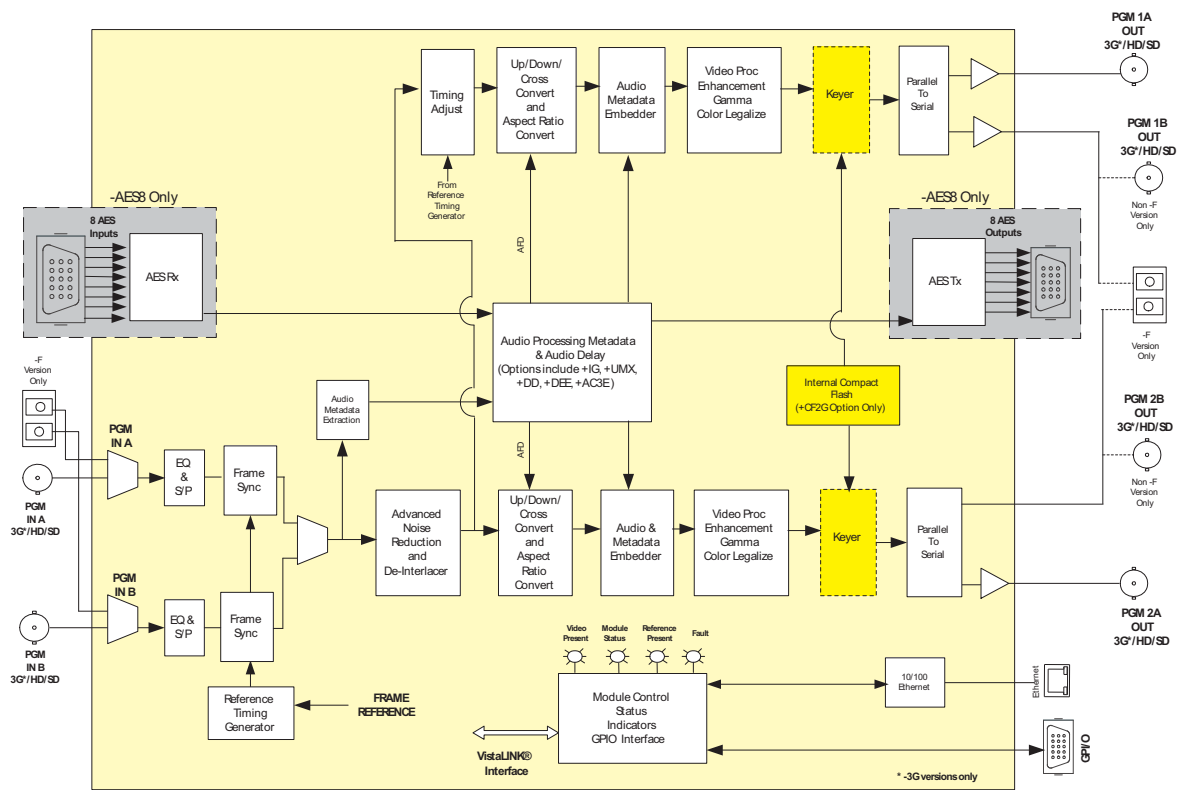 PGM 1A
OUT
3G*/HD/SD
Timing
Adjust
Up/Down/
Cross
Convert
and
Aspect Ratio
Convert
Audio
Metadata
Embedder
Video Proc
Enhancement
Gamma
Color Legalize
Keyer
Parallel
To
Serial
PGM 1B
OUT
3G*/HD/SD
From
Reference
Timing
Generator
Non -F
Version
Only
-AES8 Only
8 AES
Inputs
AES Rx
AFD
-AES8 Only
8 AES
Outputs
AES Tx
-F
Version
Only
Audio Processing Metadata
& Audio Delay
(Options include +IG, +UMX,
+DD, +DEE, +AC3E)
Internal Compact
Flash
(+CF2G Option Only)
-F
Version
Only
Audio
Metadata
Extraction
AFD
PGM 2B
OUT
3G*/HD/SD
Non -F
Version
Only
PGM
IN A
PGM
IN A
3G*/HD/SD
EQ
&
S/P
Frame
Sync
Advanced
Noise
Reduction
and
De-Interlacer
Up/Down/
Cross
Convert
and
Aspect
Ratio
Convert
Audio &
Metadata
Embedder
Video Proc
Enhancement
Gamma
Color Legalize
Keyer
Parallel
To
Serial
PGM 2A
OUT
3G*/HD/SD
PGM
IN B
PGM
IN B
3G*/HD/SD
EQ &
S/P
Frame
Sync
Reference
Timing
Generator
FRAME
REFERENCE
Video
Present
Module
Status
Reference
Present
Fault
Module Control
Status
Indicators
GPIO Interface
VistaLINK®
Interface
10/100
Ethernet
Ethernet
GPI/O
* -3G versions only